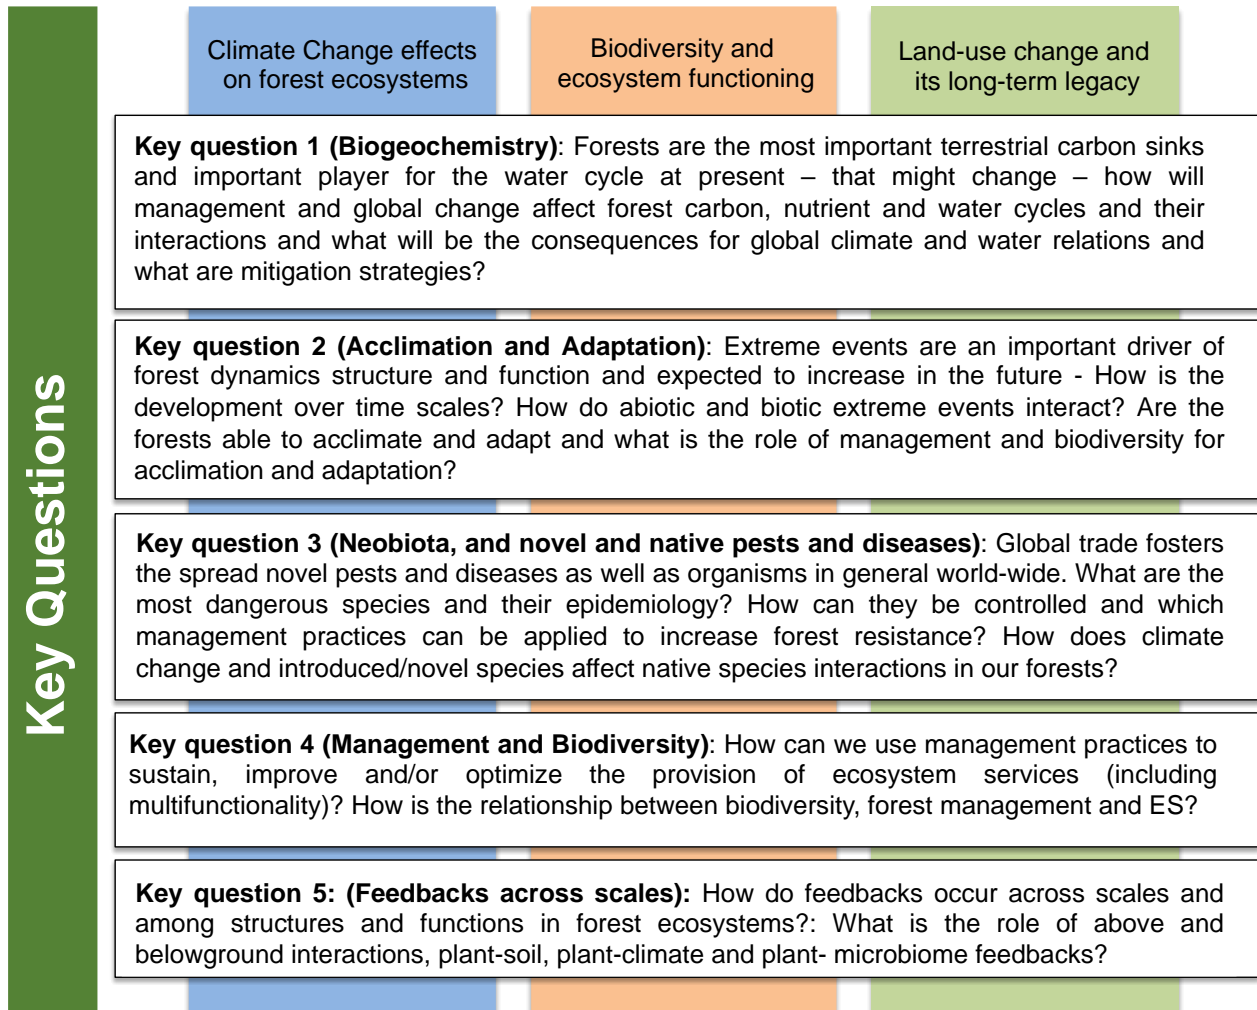 Key Questions
Climate Change effects
on forest ecosystems
Biodiversity and
ecosystem functioning
Land-use change and
its long-term legacy
Key question 1 (Biogeochemistry): Forests are the most important terrestrial carbon sinks
and important player for the water cycle at present – that might change – how will
management and global change affect forest carbon, nutrient and water cycles and their
interactions and what will be the consequences for global climate and water relations and
what are mitigation strategies?
Key question 2 (Acclimation and Adaptation): Extreme events are an important driver of
forest dynamics structure and function and expected to increase in the future - How is the
development over time scales? How do abiotic and biotic extreme events interact? Are the
forests able to acclimate and adapt and what is the role of management and biodiversity for
acclimation and adaptation?
Key question 3 (Neobiota, and novel and native pests and diseases): Global trade fosters
the spread novel pests and diseases as well as organisms in general world-wide. What are the
most dangerous species and their epidemiology? How can they be controlled and which
management practices can be applied to increase forest resistance? How does climate
change and introduced/novel species affect native species interactions in our forests?
Key question 4 (Management and Biodiversity): How can we use management practices to
sustain, improve and/or optimize the provision of ecosystem services (including
multifunctionality)? How is the relationship between biodiversity, forest management and ES?
Key question 5: (Feedbacks across scales): How do feedbacks occur across scales and
among structures and functions in forest ecosystems?: What is the role of above and
belowground interactions, plant-soil, plant-climate and plant- microbiome feedbacks?